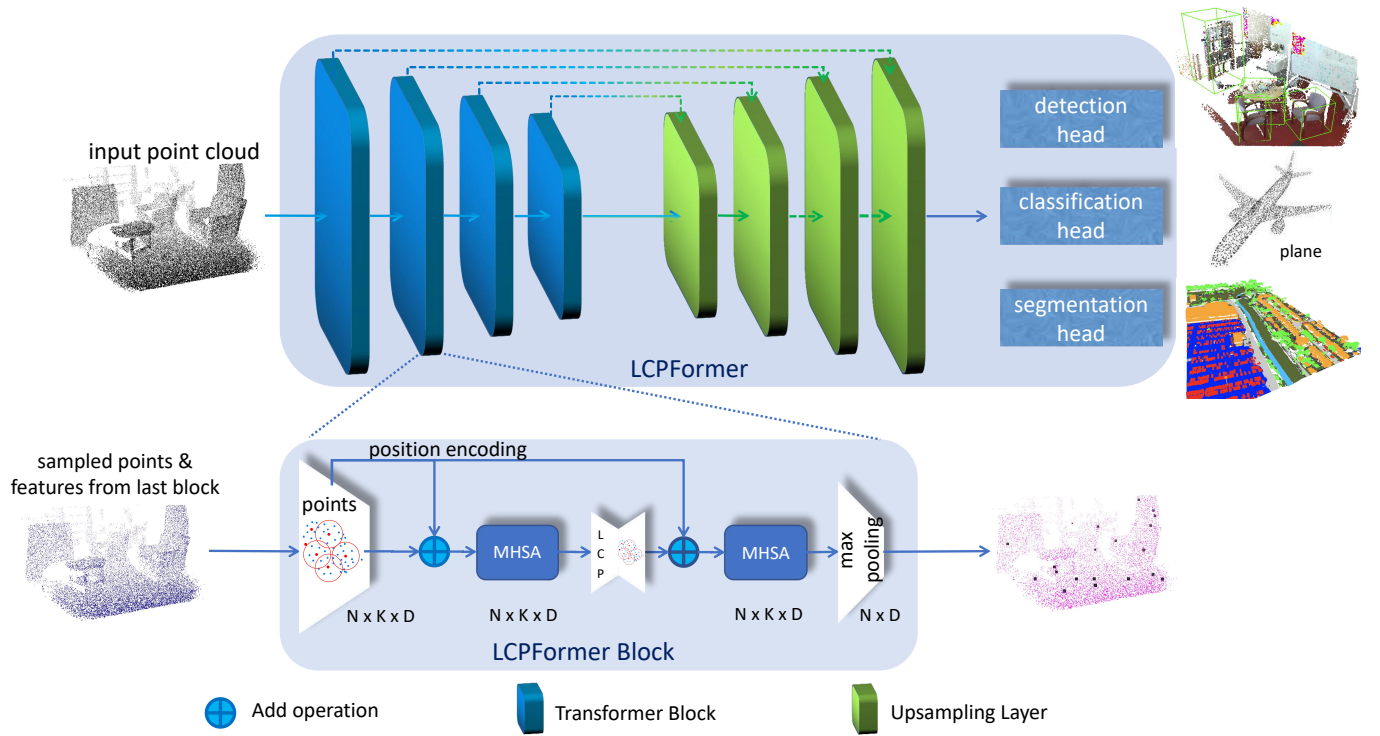 input point cloud
detection
head
classification
head
plane
segmentation
head
LCPFormer
sampled points &
features from last block
position encoding
points
MHSA
L
C
P
MHSA
max
pooling
N x K x D
N x K x D
N x K x D
N x D
LCPFormer Block
Add operation
Transformer Block
Upsampling Layer